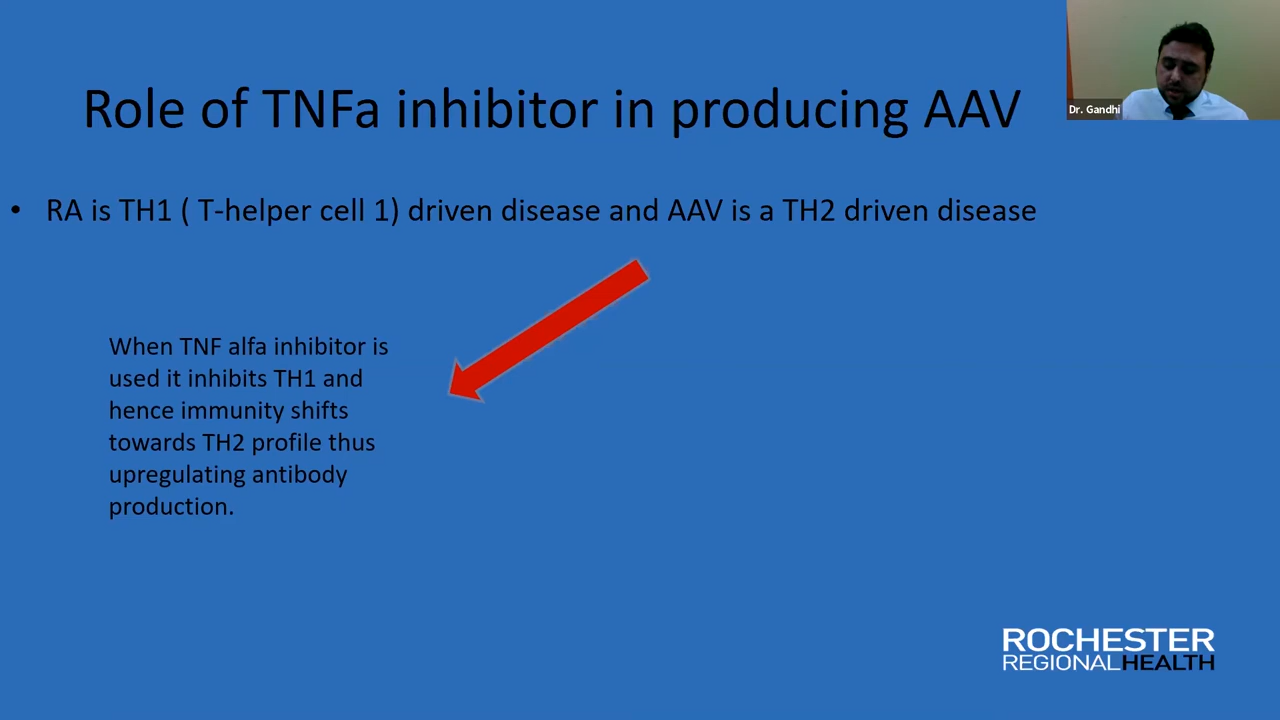 Role of TNFa inhibitor in producing AAV
Dr. Gandhi
• RA is TH1 ( T-helper cell 1) driven disease and AAV is a TH2 driven disease
When TNF alfa inhibitor is
used it inhibits TH1 and
hence immunity shifts
towards TH2 profile thus
upregulating antibody
production.
ROCHESTER
REGIONALHEALTH